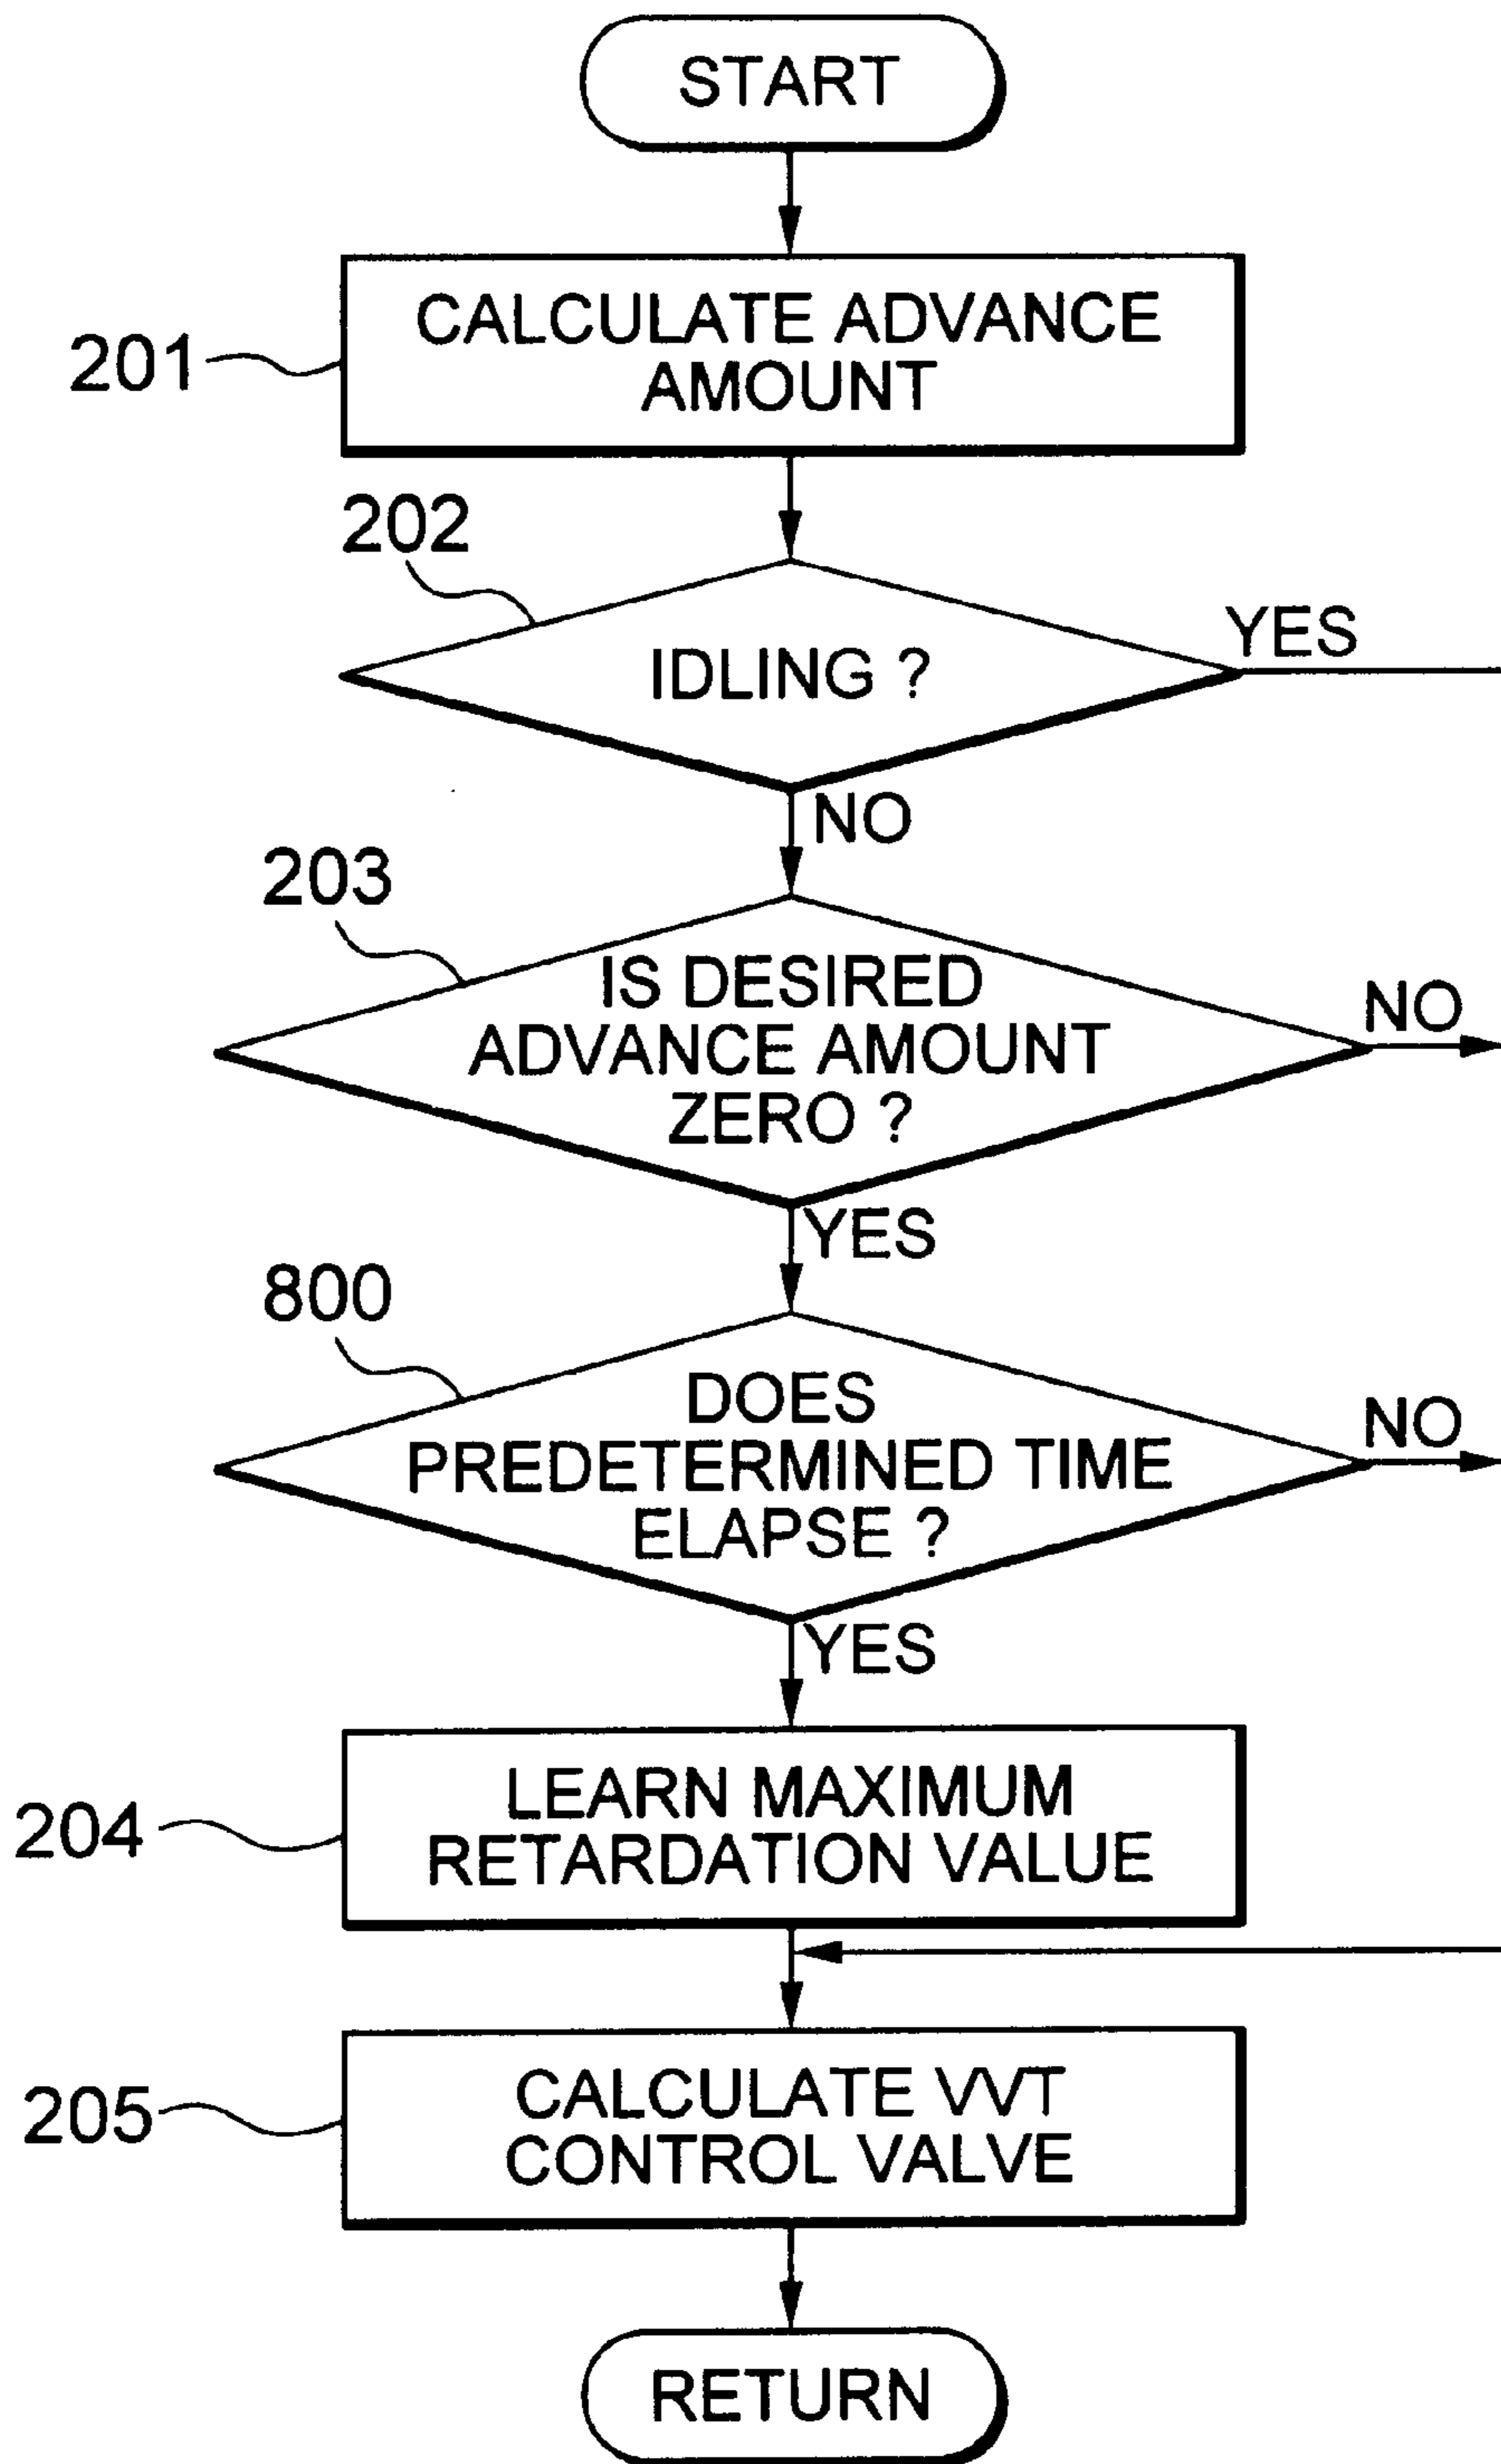 START
CALCULATE ADVANCE
AMOUNT
201
202
IDLING ?
YES
NO
203
IS DESIRED
ADVANCE AMOUNT
ZERO ?
NO
YES
800
DOES
PREDETERMINED TIME
ELAPSE ?
NO
YES
LEARN MAXIMUM
RETARDATION VALUE
204
CALCULATE VVT
CONTROL VALVE
205
RETURN